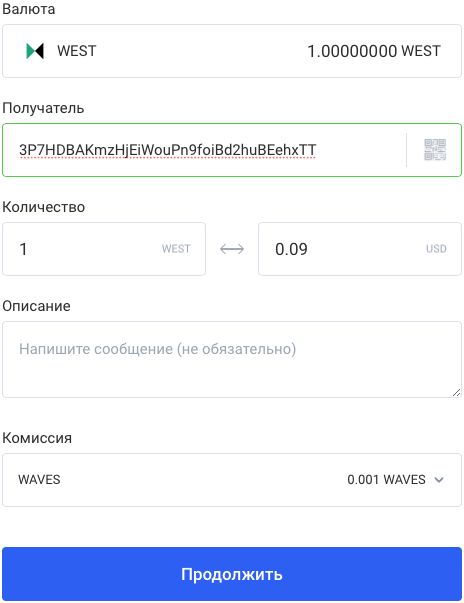 Валюта
WEST 1.00000000 WEST
Получатель
3P7HDBAKmzHjEiWouPn9foiBd2huBEehxTT
Количество
1 WEST 0.09 USD
Описание
Напишите сообщение (не обязательно)
Комиссия
WAVES 0.001 WAVES
Продолжить